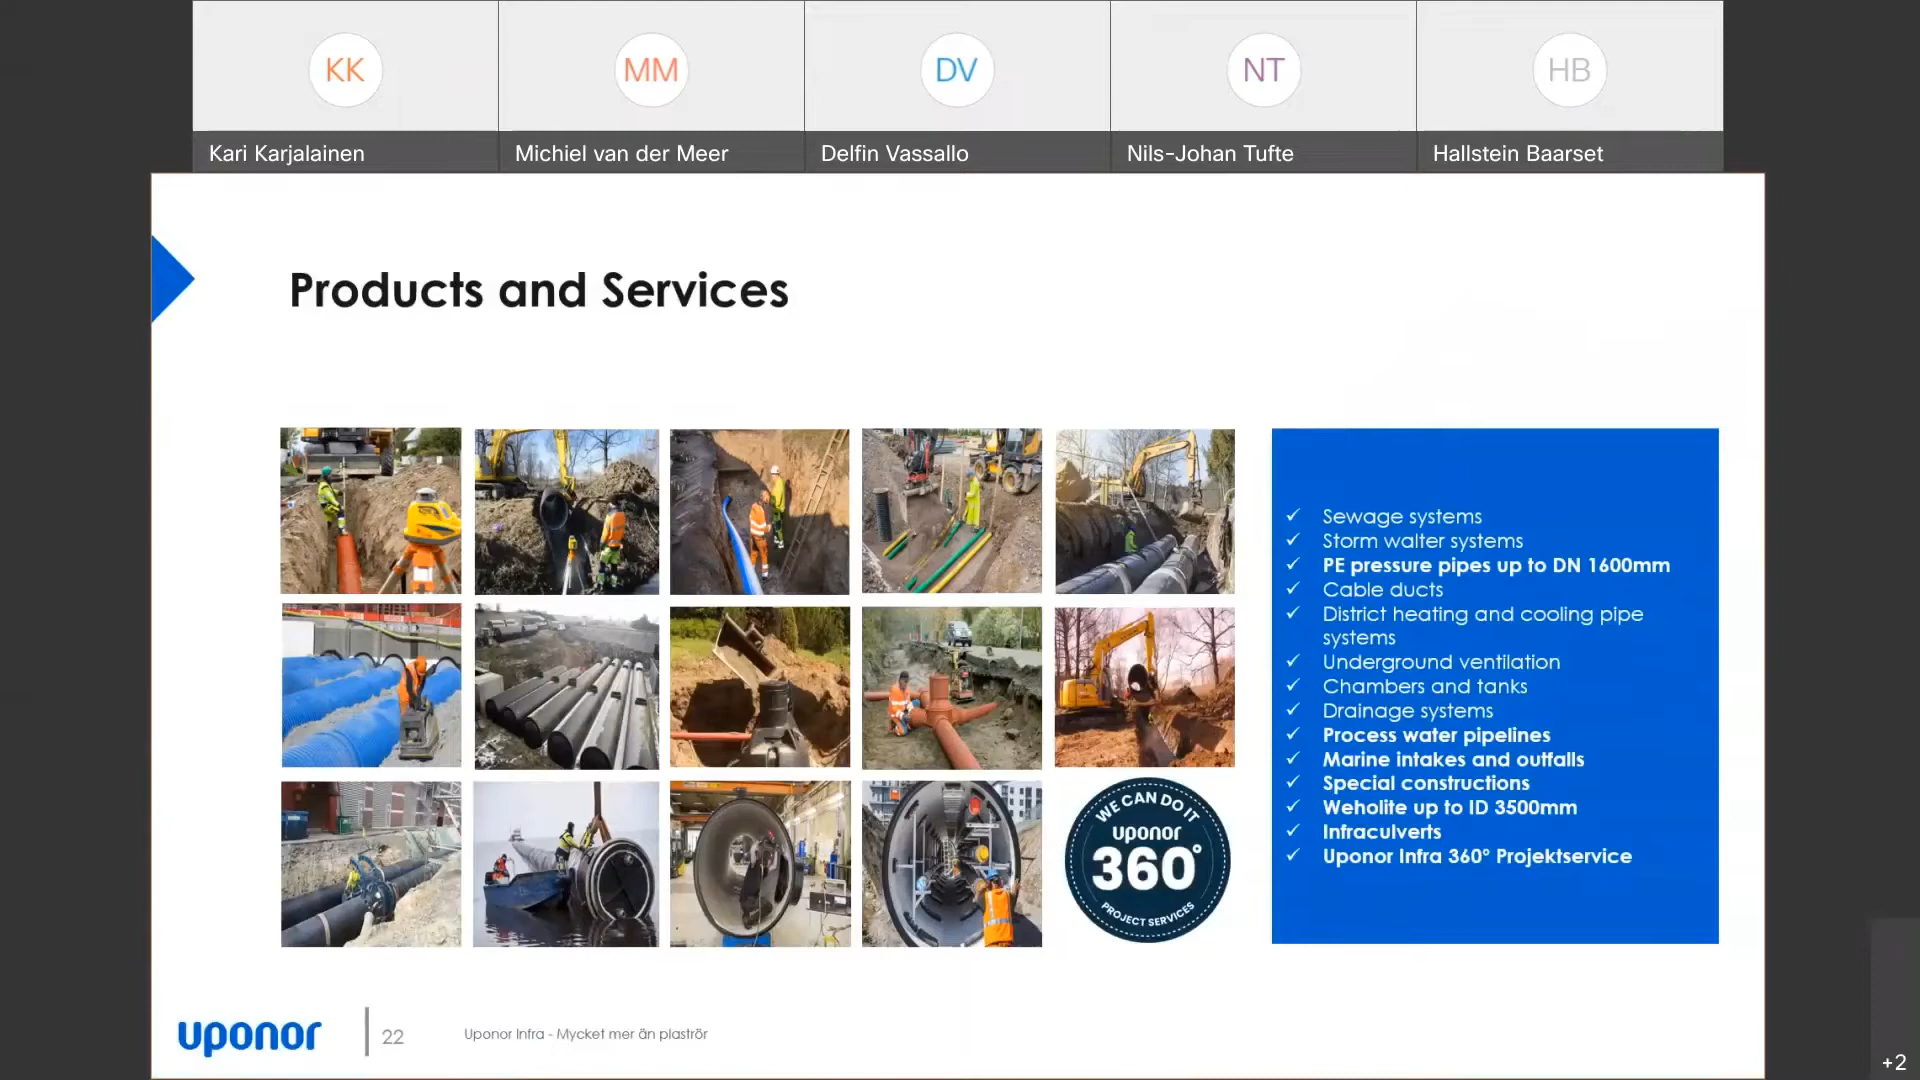 KK
MM
DV
NT
HB
Kari Karjalainen
Michiel van der Meer
Delfin Vassallo
Nils-Johan Tufte
Hallstein Baarset
Products and Services
✓ Sewage systems
✓ Storm walter systems
✓ PE pressure pipes up to DN 1600mm
✓ Cable ducts
✓ District heating and cooling pipe
systems
✓ Underground ventilation
✓ Chambers and tanks
✓ Drainage systems
✓ Process water pipelines
✓ Marine intakes and outfalls
✓ Special constructions
✓ Weholite up to ID 3500mm
✓ Infraculverts
✓ Uponor Infra 360° Projektservice
WE CAN DO IT
uponor
360°
PROJECT SERVICES
uponor
22
Uponor Infra - Mycket mer än plaströr
+2